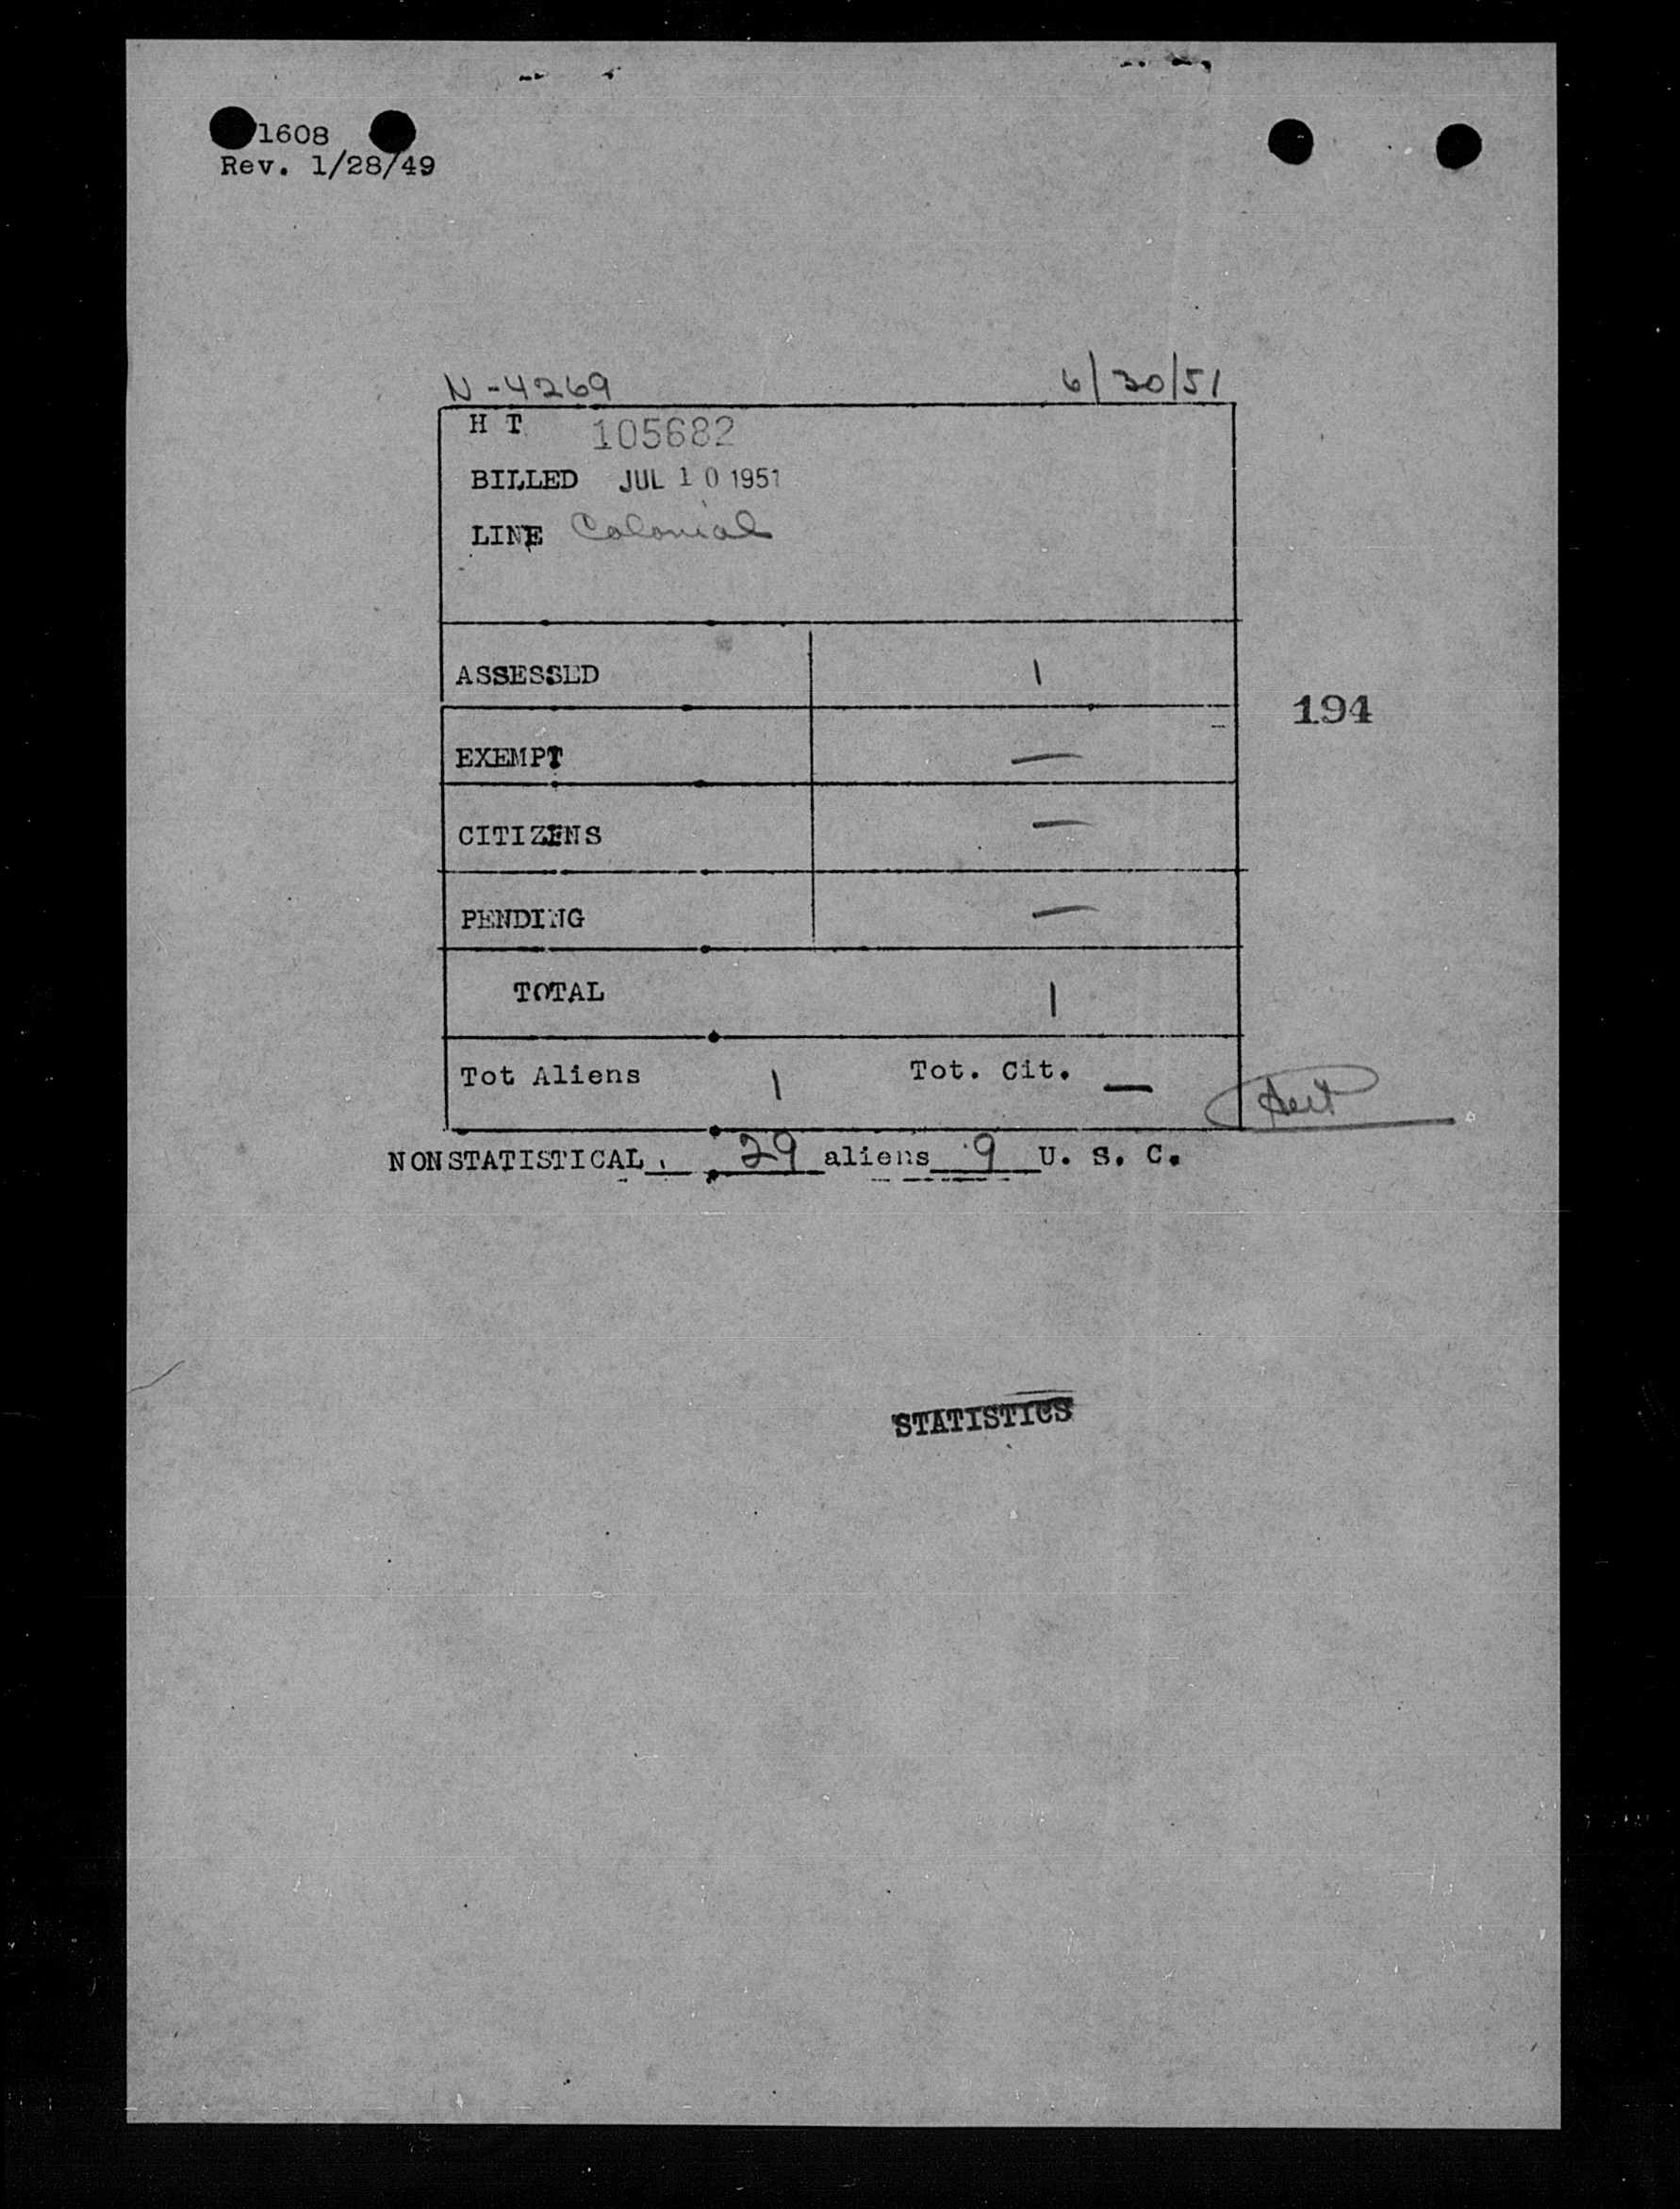 1608
Rev. 1/28/49
N-4269 6/30/51
H T 105682
BILLED JUL 10 1951
LINE Colonial
ASSESSED 1
194
EXEMPT —
CITIZENS —
PENDING —
TOTAL 1
Tot Aliens 1 Tot. Cit. —
NONSTATISTICAL 29 aliens 9 U. S. C.
STATISTICS